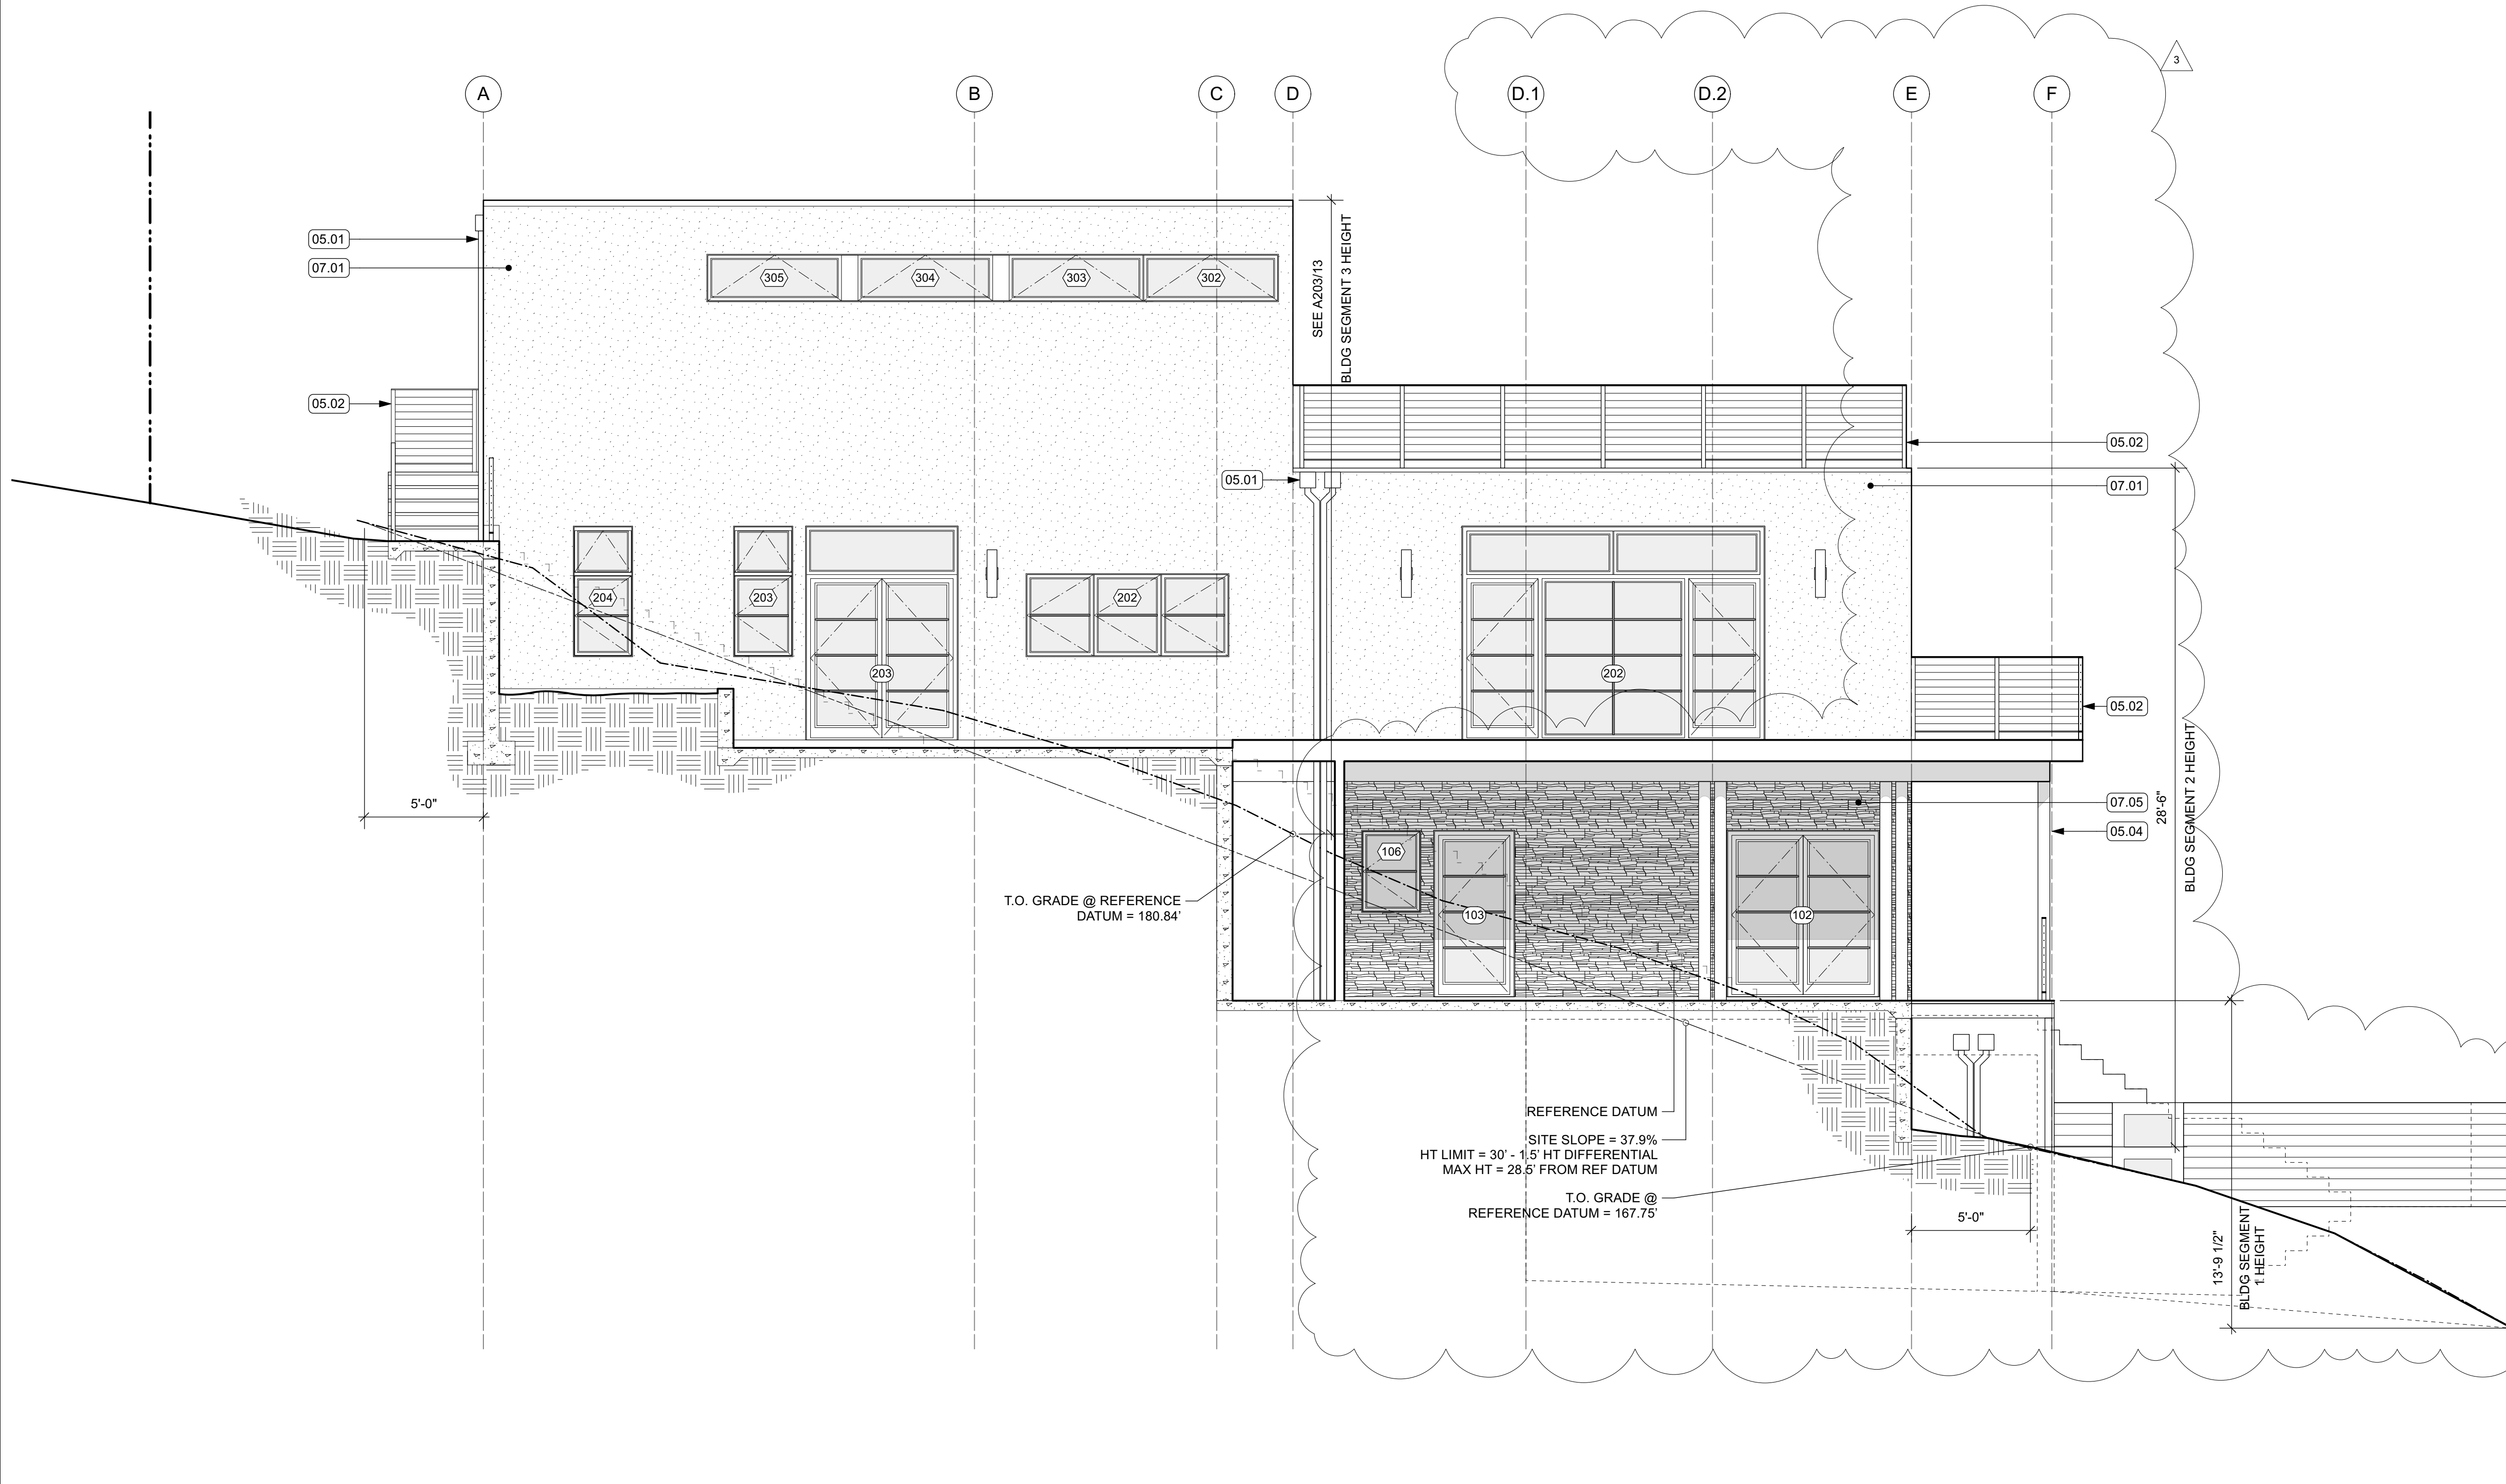 3
A
B
C
D
D.1
D.2
E
F
05.01
07.01
305
304
303
302
SEE A203/13
BLDG SEGMENT 3 HEIGHT
05.02
05.02
05.01
07.01
204
203
202
203
202
05.02
5'-0"
07.05
05.04
28'-6"
BLDG SEGMENT 2 HEIGHT
106
103
102
T.O. GRADE @ REFERENCE
DATUM = 180.84'
REFERENCE DATUM
SITE SLOPE = 37.9%
HT LIMIT = 30' - 1.5' HT DIFFERENTIAL
MAX HT = 28.5' FROM REF DATUM
T.O. GRADE @
REFERENCE DATUM = 167.75'
5'-0"
13'-9 1/2"
BLDG SEGMENT
1 HEIGHT